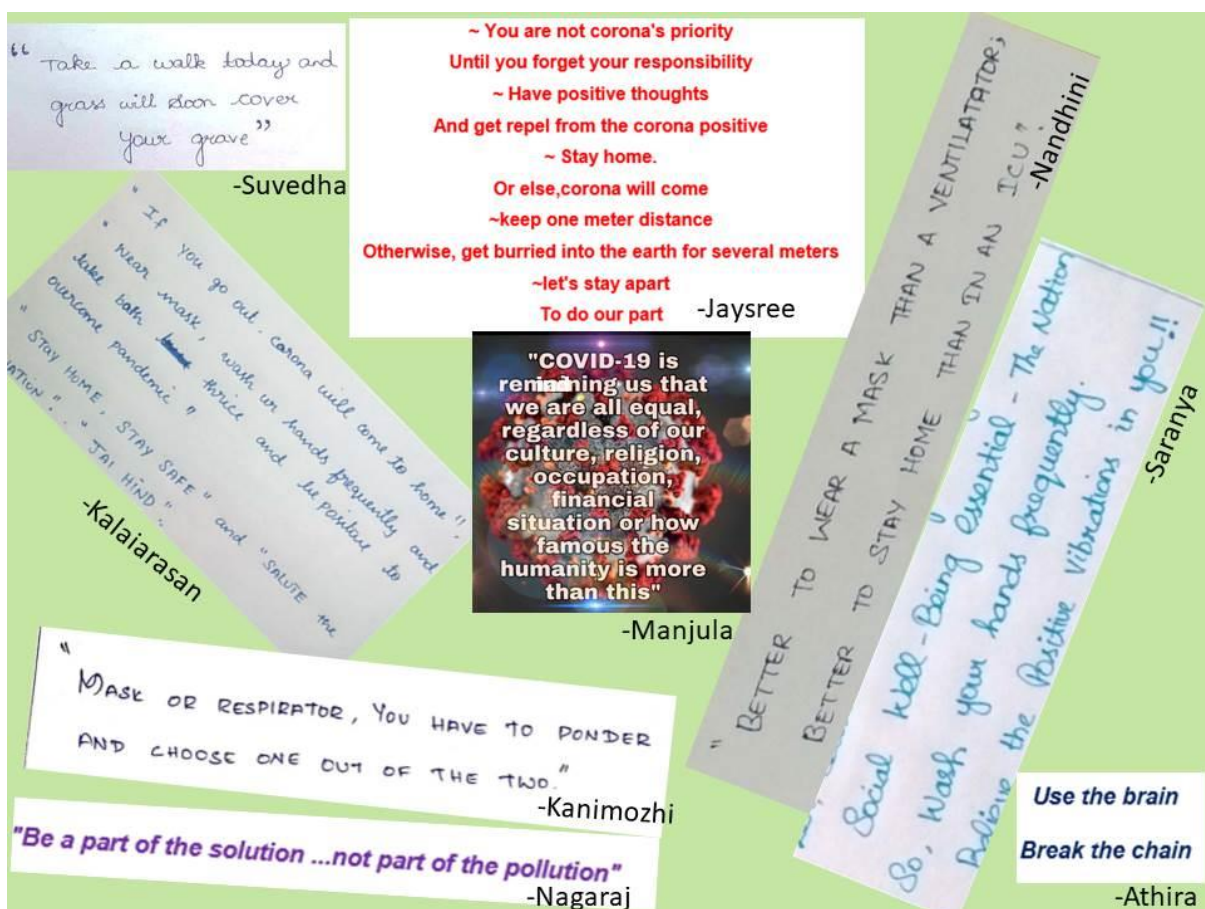 “ Take a walk today and
grass will soon cover
your grave ”
-Suvedha
~ You are not corona's priority
Until you forget your responsibility
~ Have positive thoughts
And get repel from the corona positive
~ Stay home.
Or else,corona will come
~keep one meter distance
Otherwise, get burried into the earth for several meters
~let's stay apart
To do our part
-Jaysree
" BETTER TO WEAR A MASK THAN A VENTILATATOR;
BETTER TO STAY HOME THAN IN AN ICU"
-Nandhini
" If you go out, carona will come to home",
" Wear mask, wash ur hands frequently and
take bath thrice and be positive to
overcome pandemic "
" STAY HOME, STAY SAFE" and "SALUTE the
NATION". "JAI HIND".
-Kalaiarasan
"COVID-19 is
reminding us that
we are all equal,
regardless of our
culture, religion,
occupation,
financial
situation or how
famous the
humanity is more
than this"
-Manjula
Social Well-Being essential - The Nation
So, Wash your hands frequently.
the Positive Vibrations in you!!
-Saranya
" MASK OR RESPIRATOR, YOU HAVE TO PONDER
AND CHOOSE ONE OUT OF THE TWO."
-Kanimozhi
"Be a part of the solution ...not part of the pollution"
-Nagaraj
Use the brain
Break the chain
-Athira